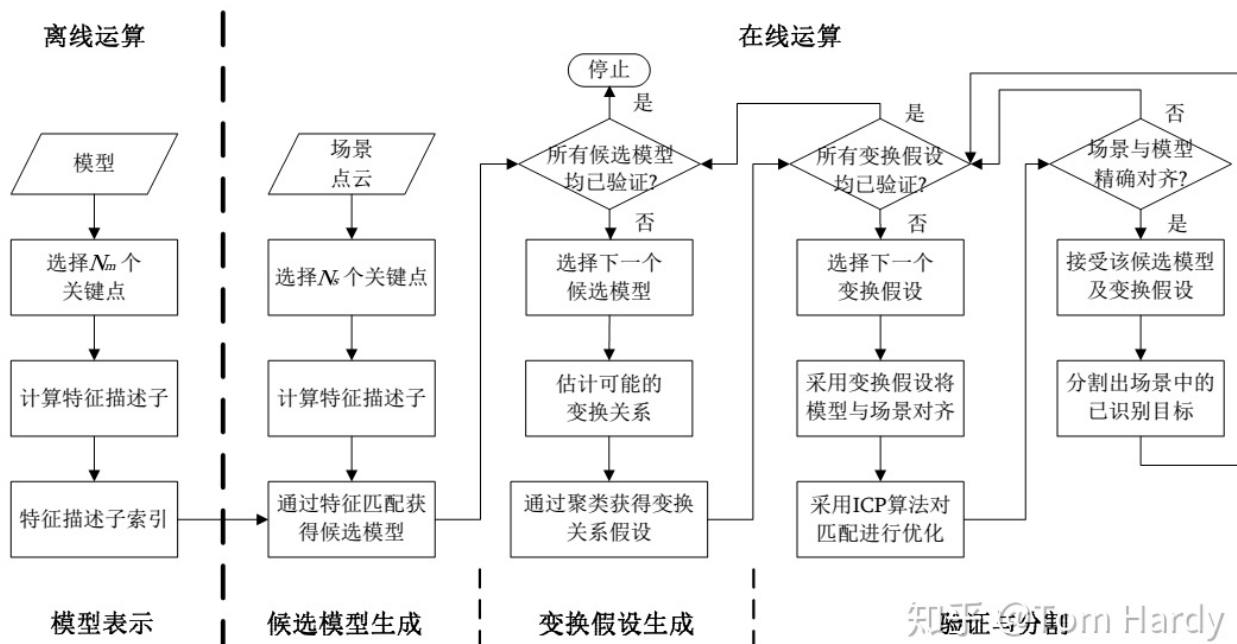 离线运算
在线运算
模型
选择Nm个
关键点
计算特征描述子
特征描述子索引
场景
点云
选择Ns个关键点
计算特征描述子
通过特征匹配获
得候选模型
停止
是
所有候选模型
均已验证?
否
选择下一个
候选模型
估计可能的
变换关系
通过聚类获得变换
关系假设
是
所有变换假设
均已验证?
否
选择下一个
变换假设
采用变换假设将
模型与场景对齐
采用ICP算法对
匹配进行优化
否
场景与模型
精确对齐?
是
接受该候选模型
及变换假设
分割出场景中的
已识别目标
模型表示
候选模型生成
变换假设生成
验证与分割
知乎 @Tom Hardy